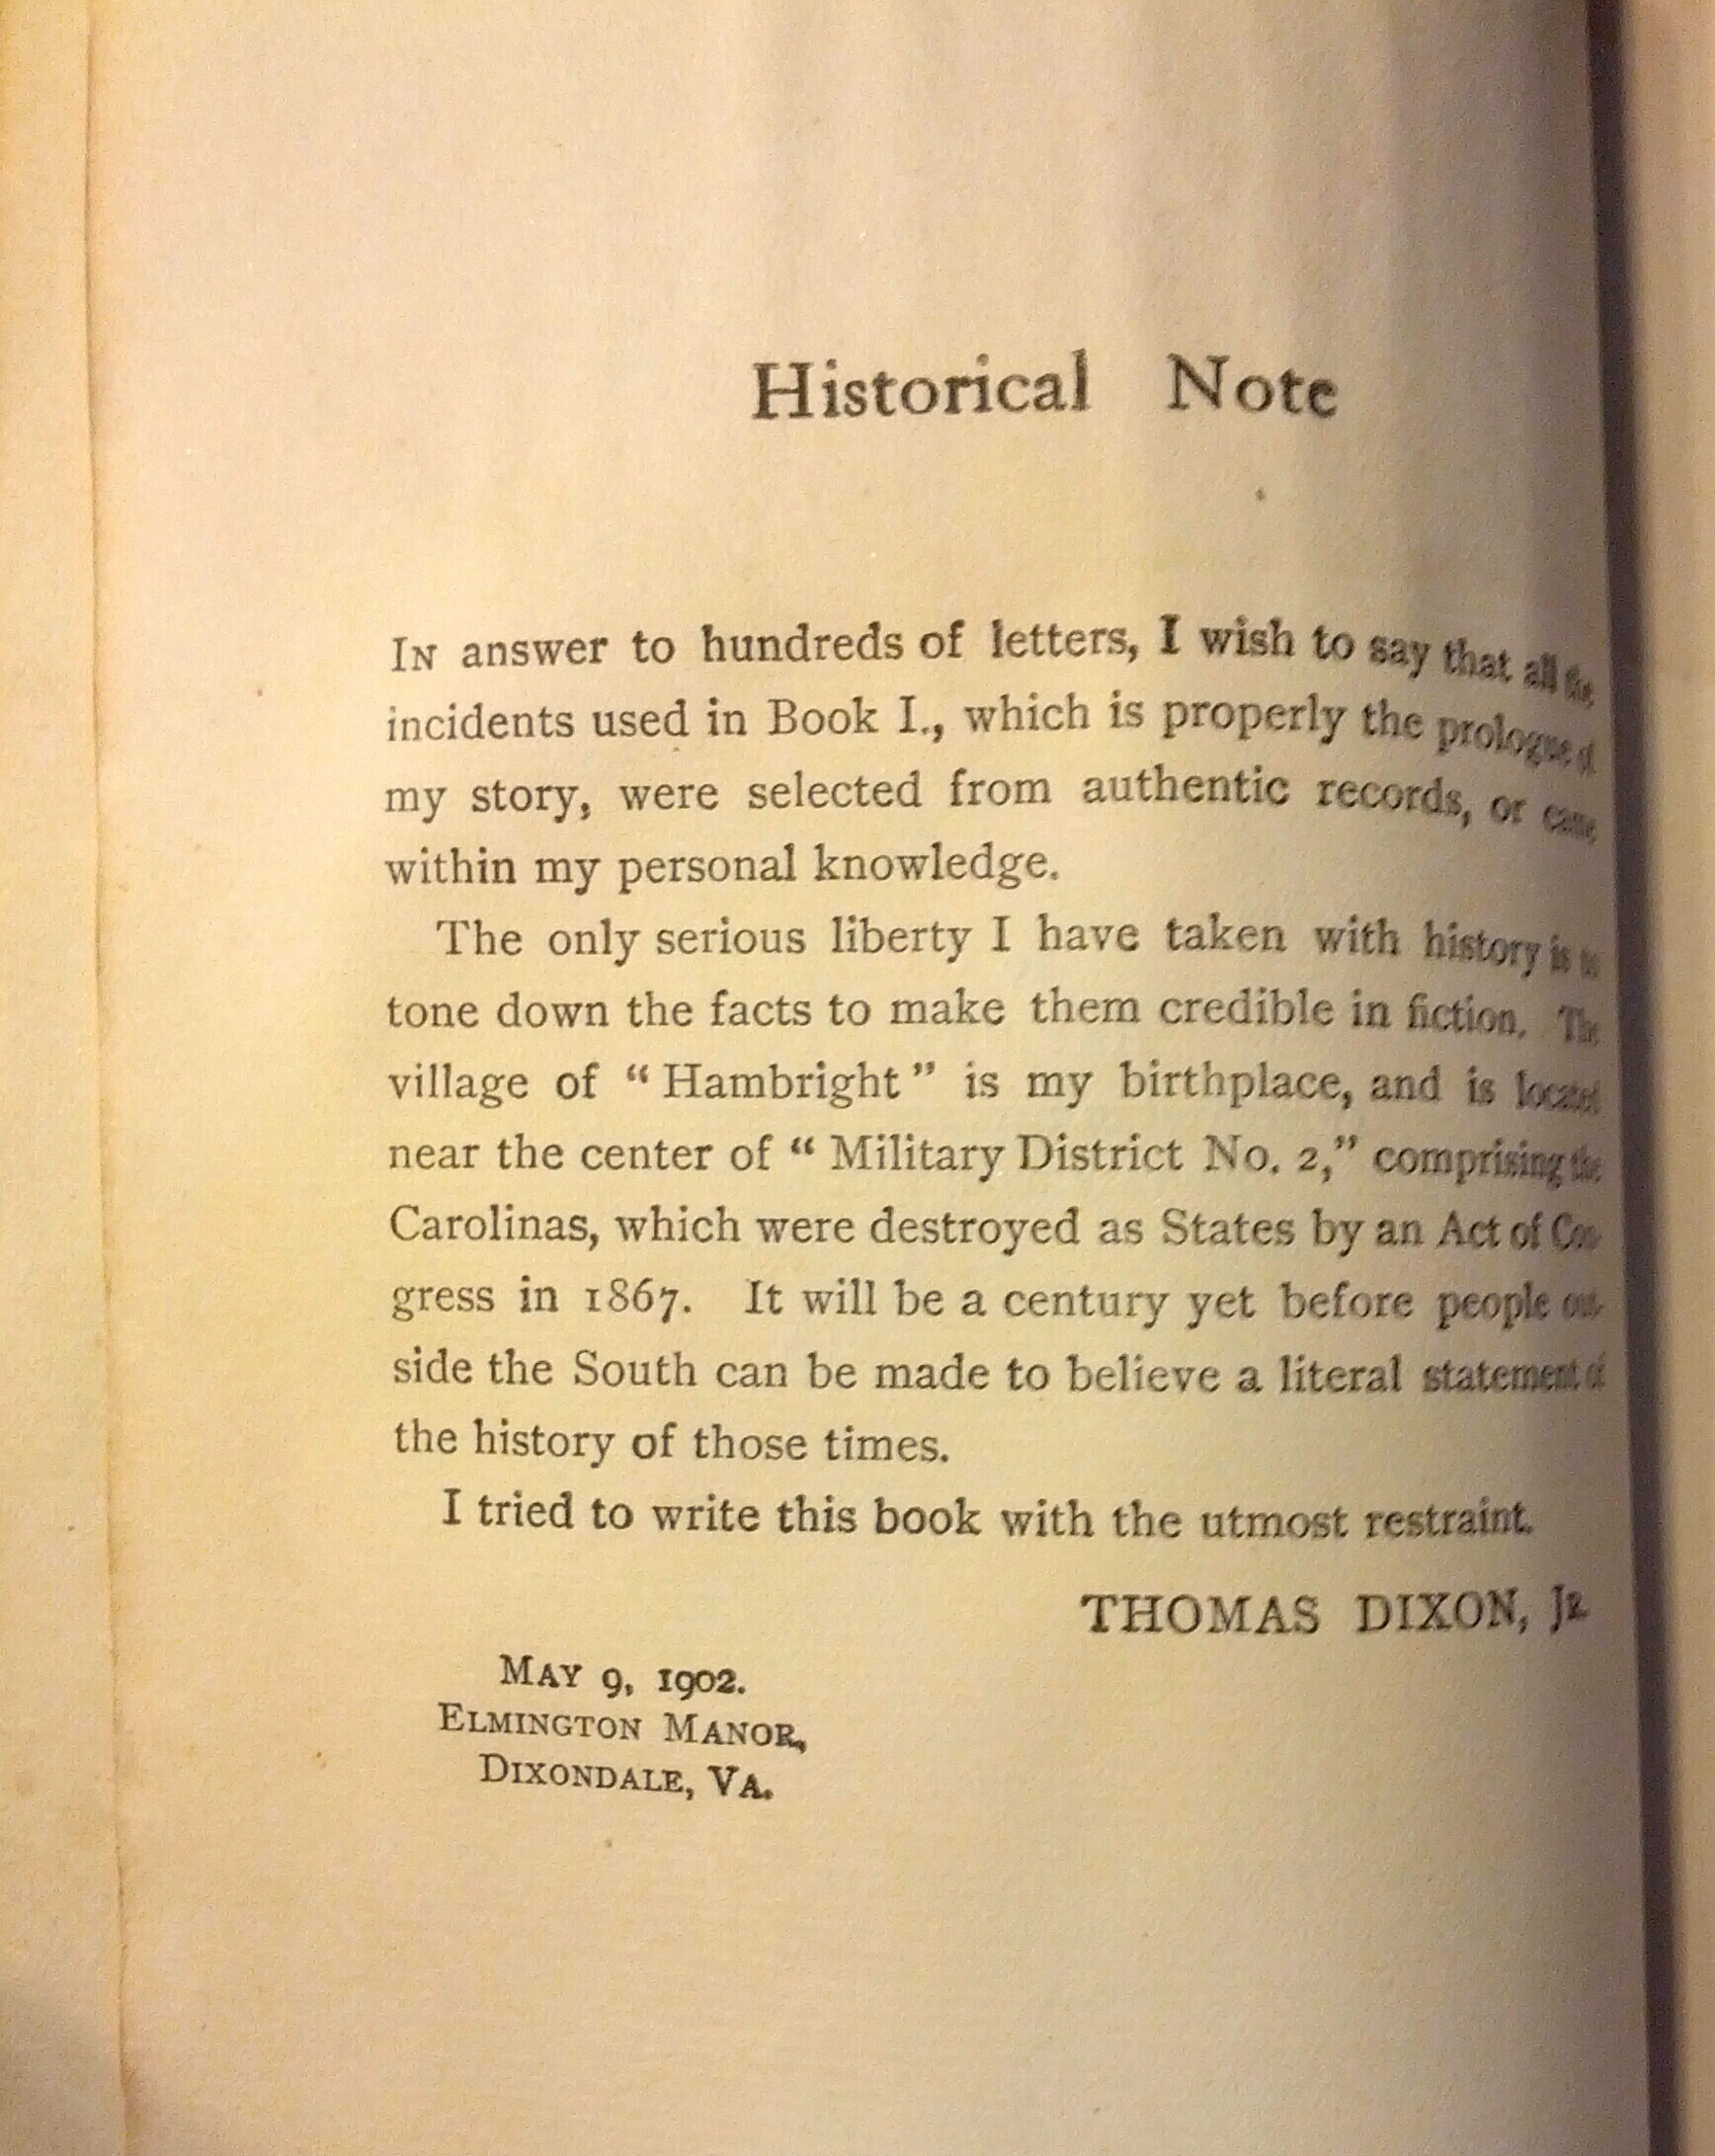 Historical Note
IN answer to hundreds of letters, I wish to say that all the
incidents used in Book I., which is properly the prologue of
my story, were selected from authentic records, or came
within my personal knowledge.
The only serious liberty I have taken with history is to
tone down the facts to make them credible in fiction. The
village of “Hambright” is my birthplace, and is located
near the center of “Military District No. 2,” comprising the
Carolinas, which were destroyed as States by an Act of Con-
gress in 1867. It will be a century yet before people out-
side the South can be made to believe a literal statement of
the history of those times.
I tried to write this book with the utmost restraint.
THOMAS DIXON, JR.
MAY 9, 1902.
ELMINGTON MANOR,
DIXONDALE, VA.